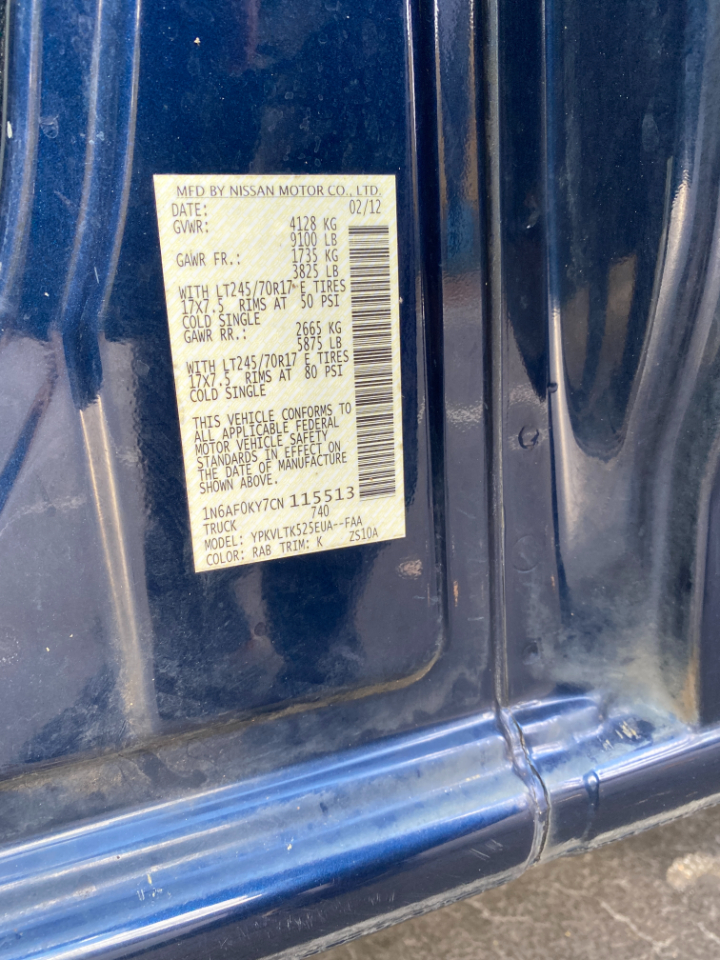 MFD BY NISSAN MOTOR CO., LTD.
DATE: 02/12
GVWR: 4128 KG
9100 LB
GAWR FR.: 1735 KG
3825 LB
WITH LT245/70R17 E TIRES
17X7.5 RIMS AT 50 PSI
COLD SINGLE
GAWR RR.: 2665 KG
5875 LB
WITH LT245/70R17 E TIRES
17X7.5 RIMS AT 80 PSI
COLD SINGLE
THIS VEHICLE CONFORMS TO
ALL APPLICABLE FEDERAL
MOTOR VEHICLE SAFETY
STANDARDS IN EFFECT ON
THE DATE OF MANUFACTURE
SHOWN ABOVE.
1N6AF0KY7CN 115513
TRUCK 740
MODEL: YPKVLTK525EUA--FAA
COLOR: RAB TRIM: K ZS10A